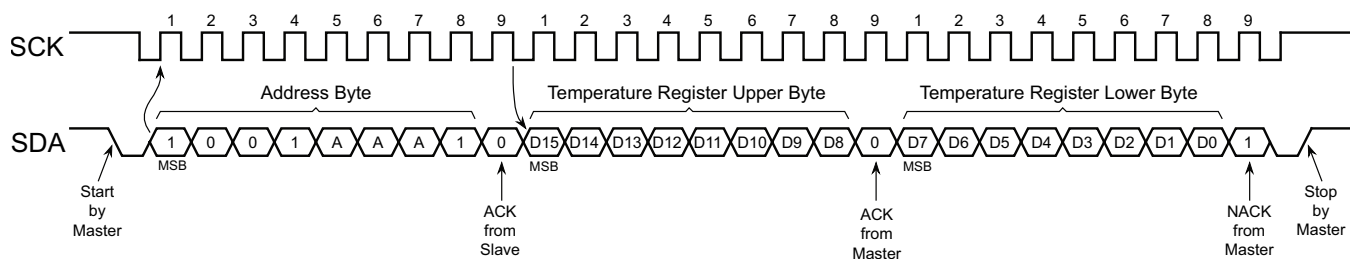 1 2 3 4 5 6 7 8 9 1 2 3 4 5 6 7 8 9 1 2 3 4 5 6 7 8 9
SCK
Address Byte Temperature Register Upper Byte Temperature Register Lower Byte
SDA 1 0 0 1 A A A 1 0 D15 D14 D13 D12 D11 D10 D9 D8 0 D7 D6 D5 D4 D3 D2 D1 D0 1
MSB MSB MSB
Start
by
Master
ACK
from
Slave
ACK
from
Master
NACK
from
Master
Stop
by
Master